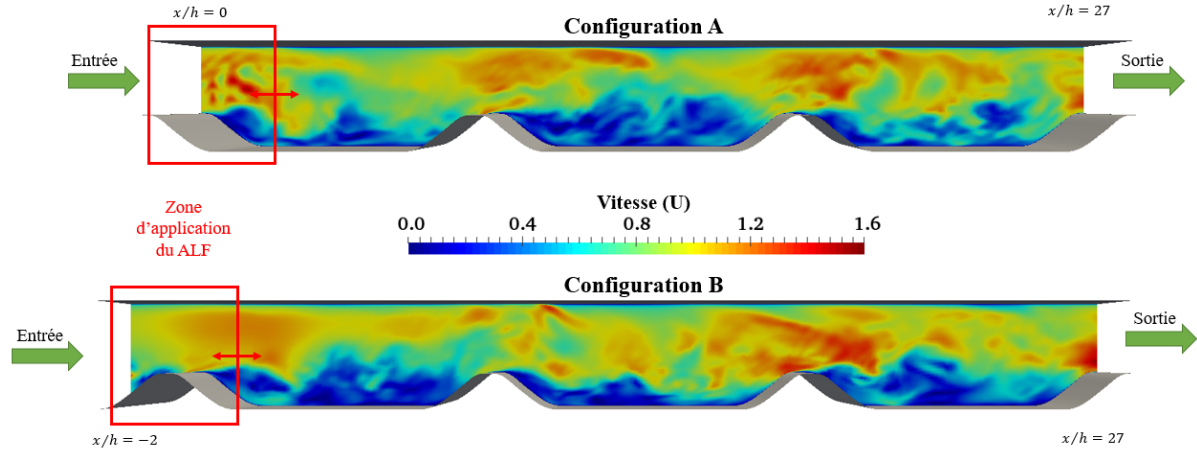 x/h = 0
Configuration A
x/h = 27
Entrée
Sortie
Zone
d'application
du ALF
Vitesse (U)
0.0 0.4 0.8 1.2 1.6
Configuration B
Entrée
Sortie
x/h = −2
x/h = 27